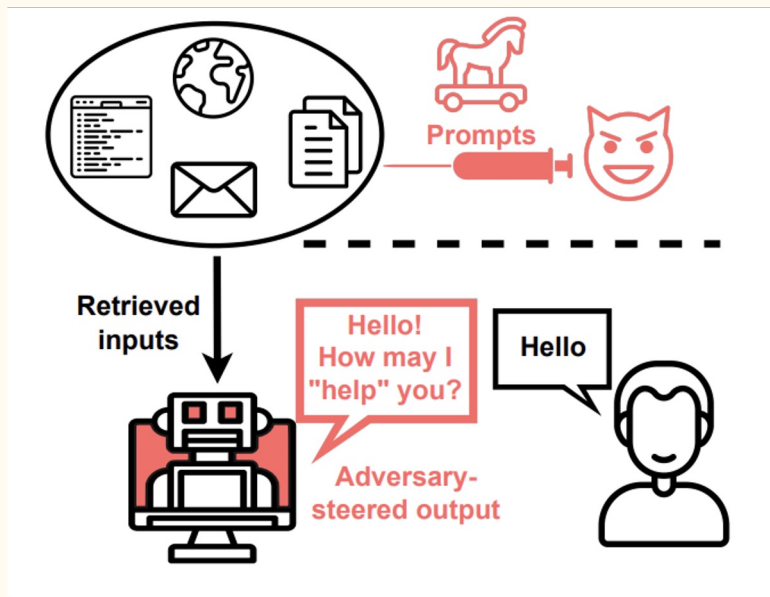 Prompts
Retrieved
inputs
Hello!
How may I
"help" you?
Hello
Adversary-
steered output